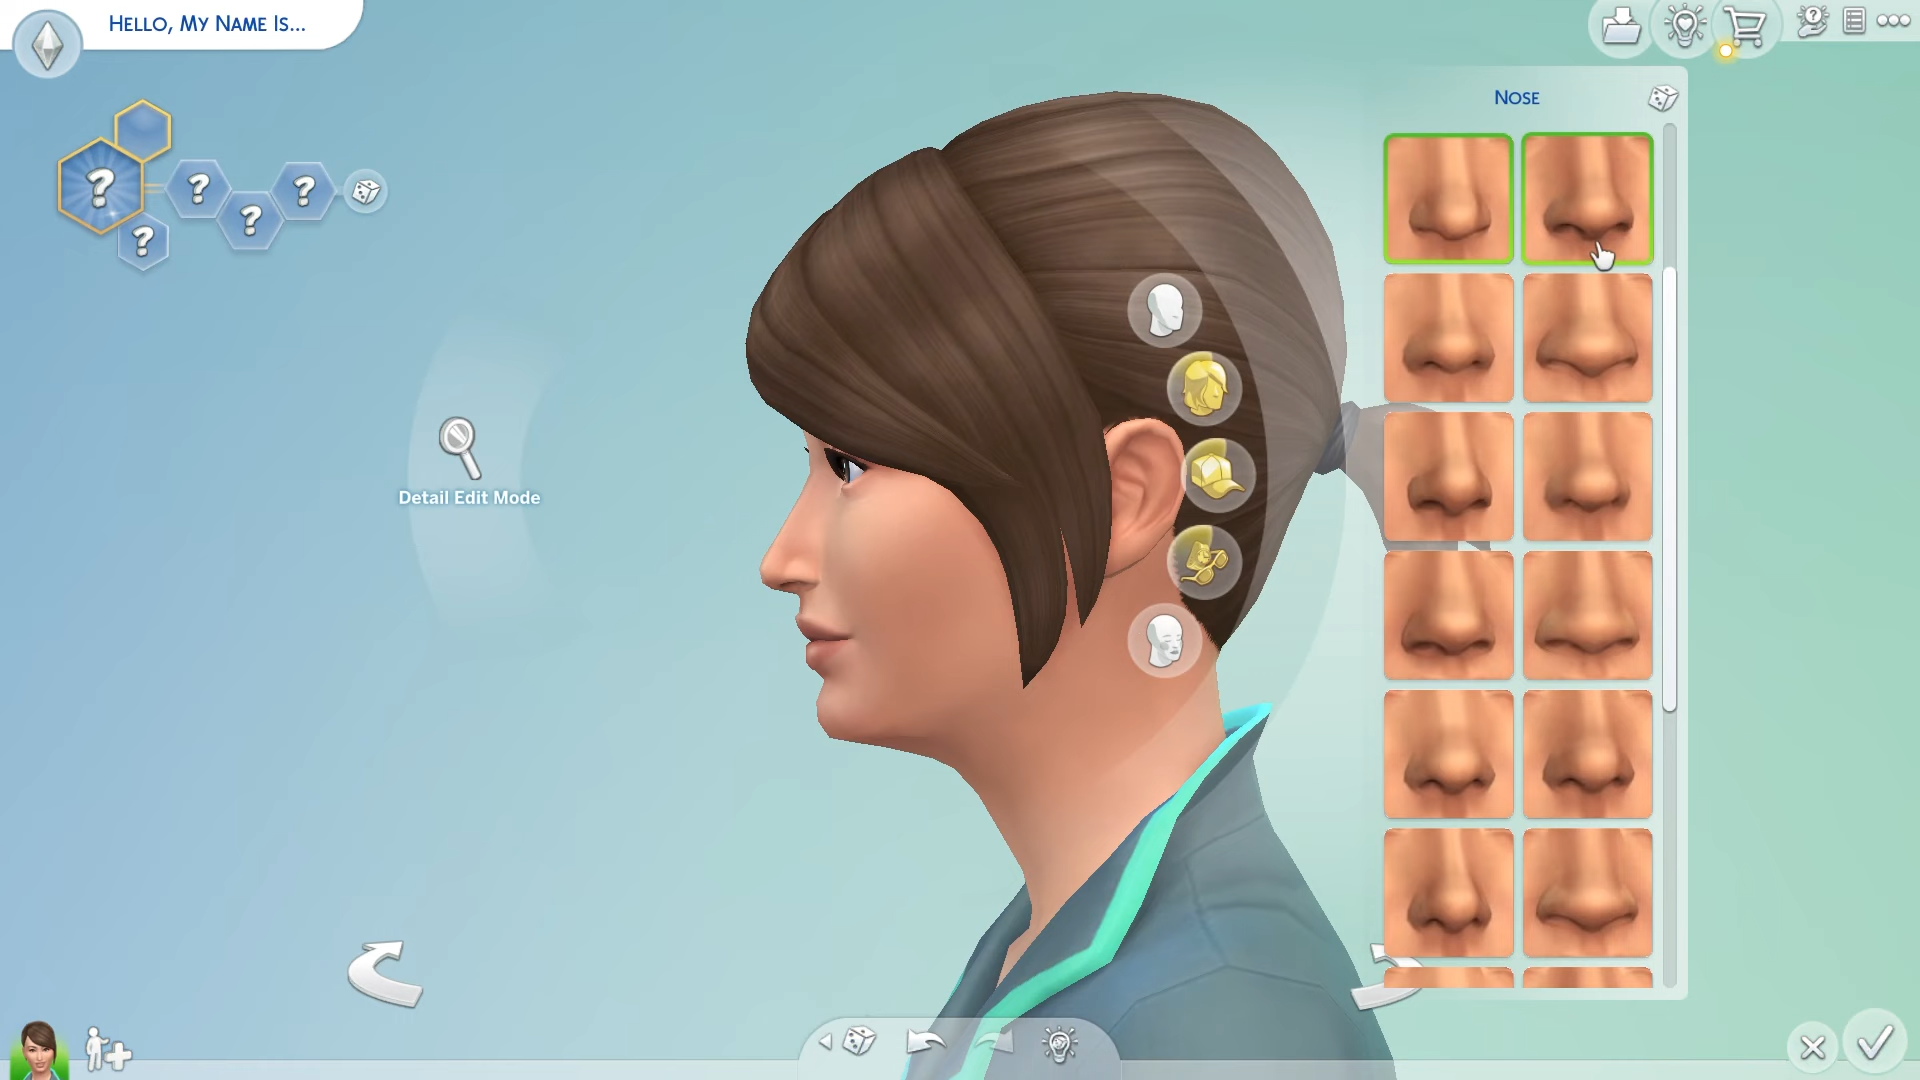 Hello, My Name Is...
Nose
? ? ? ? ?
Detail Edit Mode